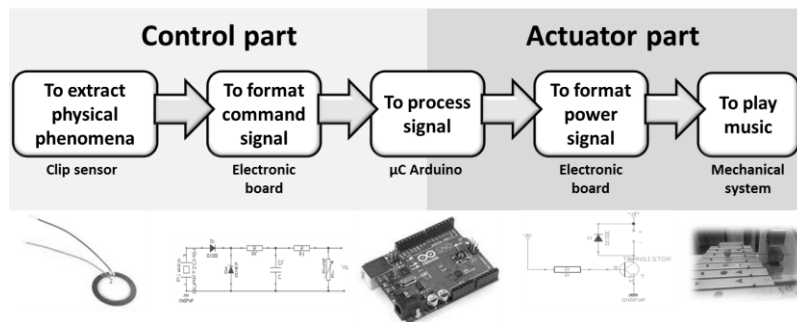 Control part
Actuator part
To extract
physical
phenomena
To format
command
signal
To process
signal
To format
power
signal
To play
music
Clip sensor
Electronic
board
µC Arduino
Electronic
board
Mechanical
system
TRANSISTOR